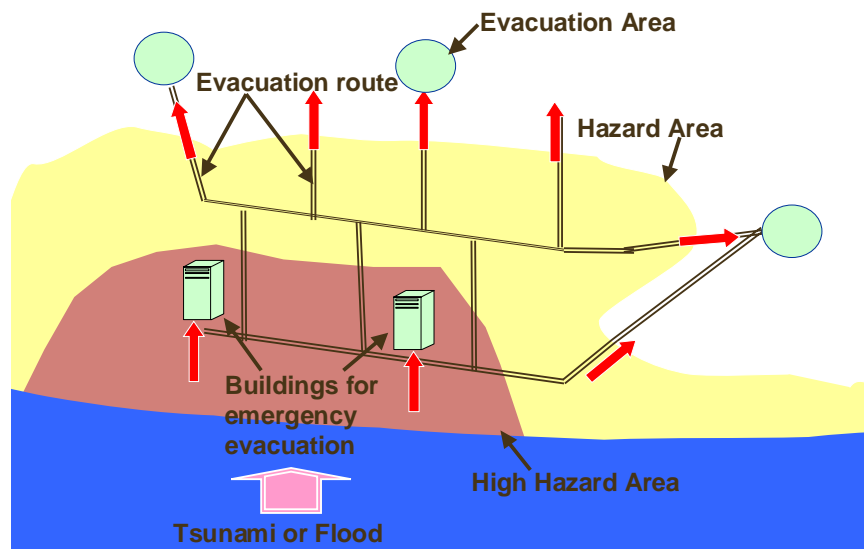 Evacuation Area
Evacuation route
Hazard Area
Buildings for
emergency
evacuation
High Hazard Area
Tsunami or Flood